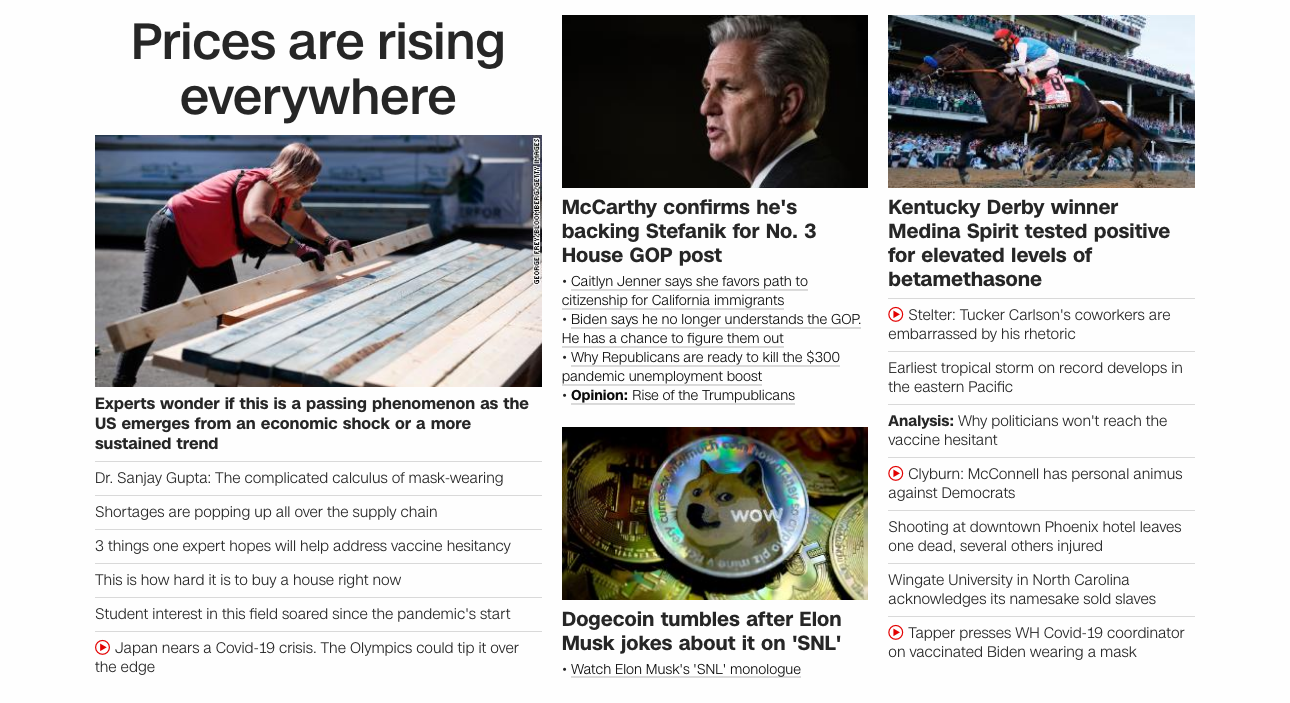 Prices are rising
everywhere
GEORGE FREY/BLOOMBERG/GETTY IMAGES
Experts wonder if this is a passing phenomenon as the
US emerges from an economic shock or a more
sustained trend
Dr. Sanjay Gupta: The complicated calculus of mask-wearing
Shortages are popping up all over the supply chain
3 things one expert hopes will help address vaccine hesitancy
This is how hard it is to buy a house right now
Student interest in this field soared since the pandemic's start
Japan nears a Covid-19 crisis. The Olympics could tip it over
the edge
McCarthy confirms he's
backing Stefanik for No. 3
House GOP post
• Caitlyn Jenner says she favors path to
citizenship for California immigrants
• Biden says he no longer understands the GOP.
He has a chance to figure them out
• Why Republicans are ready to kill the $300
pandemic unemployment boost
• Opinion: Rise of the Trumpublicans
WOW
Dogecoin tumbles after Elon
Musk jokes about it on 'SNL'
• Watch Elon Musk's 'SNL' monologue
8
Kentucky Derby winner
Medina Spirit tested positive
for elevated levels of
betamethasone
Stelter: Tucker Carlson's coworkers are
embarrassed by his rhetoric
Earliest tropical storm on record develops in
the eastern Pacific
Analysis: Why politicians won't reach the
vaccine hesitant
Clyburn: McConnell has personal animus
against Democrats
Shooting at downtown Phoenix hotel leaves
one dead, several others injured
Wingate University in North Carolina
acknowledges its namesake sold slaves
Tapper presses WH Covid-19 coordinator
on vaccinated Biden wearing a mask